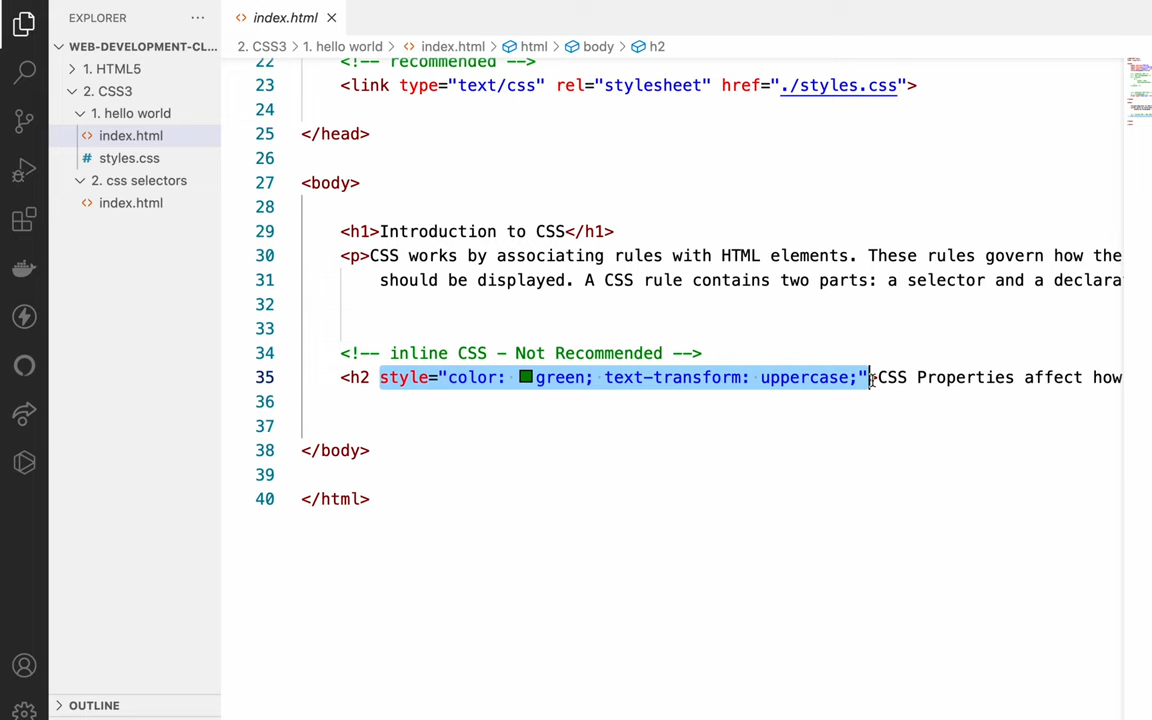 EXPLORER
WEB-DEVELOPMENT-CL...
1. HTML5
2. CSS3
1. hello world
index.html
styles.css
2. css selectors
index.html
OUTLINE
index.html
2. CSS3 > 1. hello world > index.html > html > body > h2
22 <!-- recommended -->
23 <link type="text/css" rel="stylesheet" href="./styles.css">
24
25 </head>
26
27 <body>
28
29 <h1>Introduction to CSS</h1>
30 <p>CSS works by associating rules with HTML elements. These rules govern how the
31 should be displayed. A CSS rule contains two parts: a selector and a declara
32
33
34 <!-- inline CSS - Not Recommended -->
35 <h2 style="color: green; text-transform: uppercase;">CSS Properties affect how
36
37
38 </body>
39
40 </html>